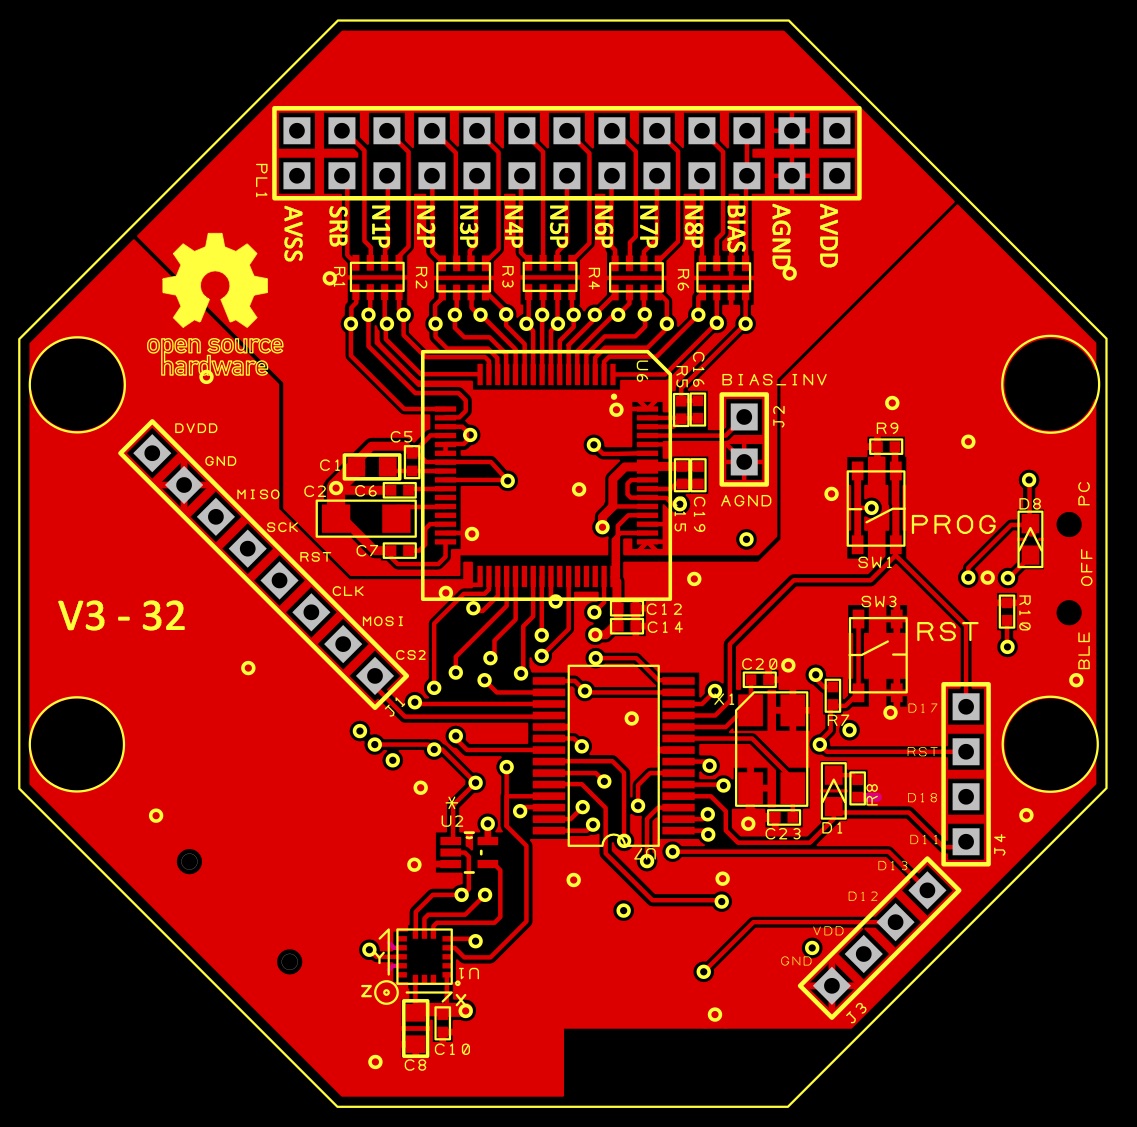 PL1
AVSS
SRB
N1P
N2P
N3P
N4P
N5P
N6P
N7P
N8P
BIAS
AGND
AVDD
R1
R2
R3
R4
R6
open source
hardware
U6
R5
C16
BIAS_INV
J2
AGND
C5
C1
C2
C6
C7
15
C19
R9
PROG
SW1
D8
PC
OFF
BLE
R10
SW3
RST
DVDD
GND
MISO
SCK
RST
CLK
MOSI
CS2
J1
V3 - 32
C12
C14
C20
X1
R7
R8
D1
C23
U7
D17
RST
D18
D11
J4
D13
D12
VDD
GND
J3
*
U2
Y
U1
Z
X
C8
C10